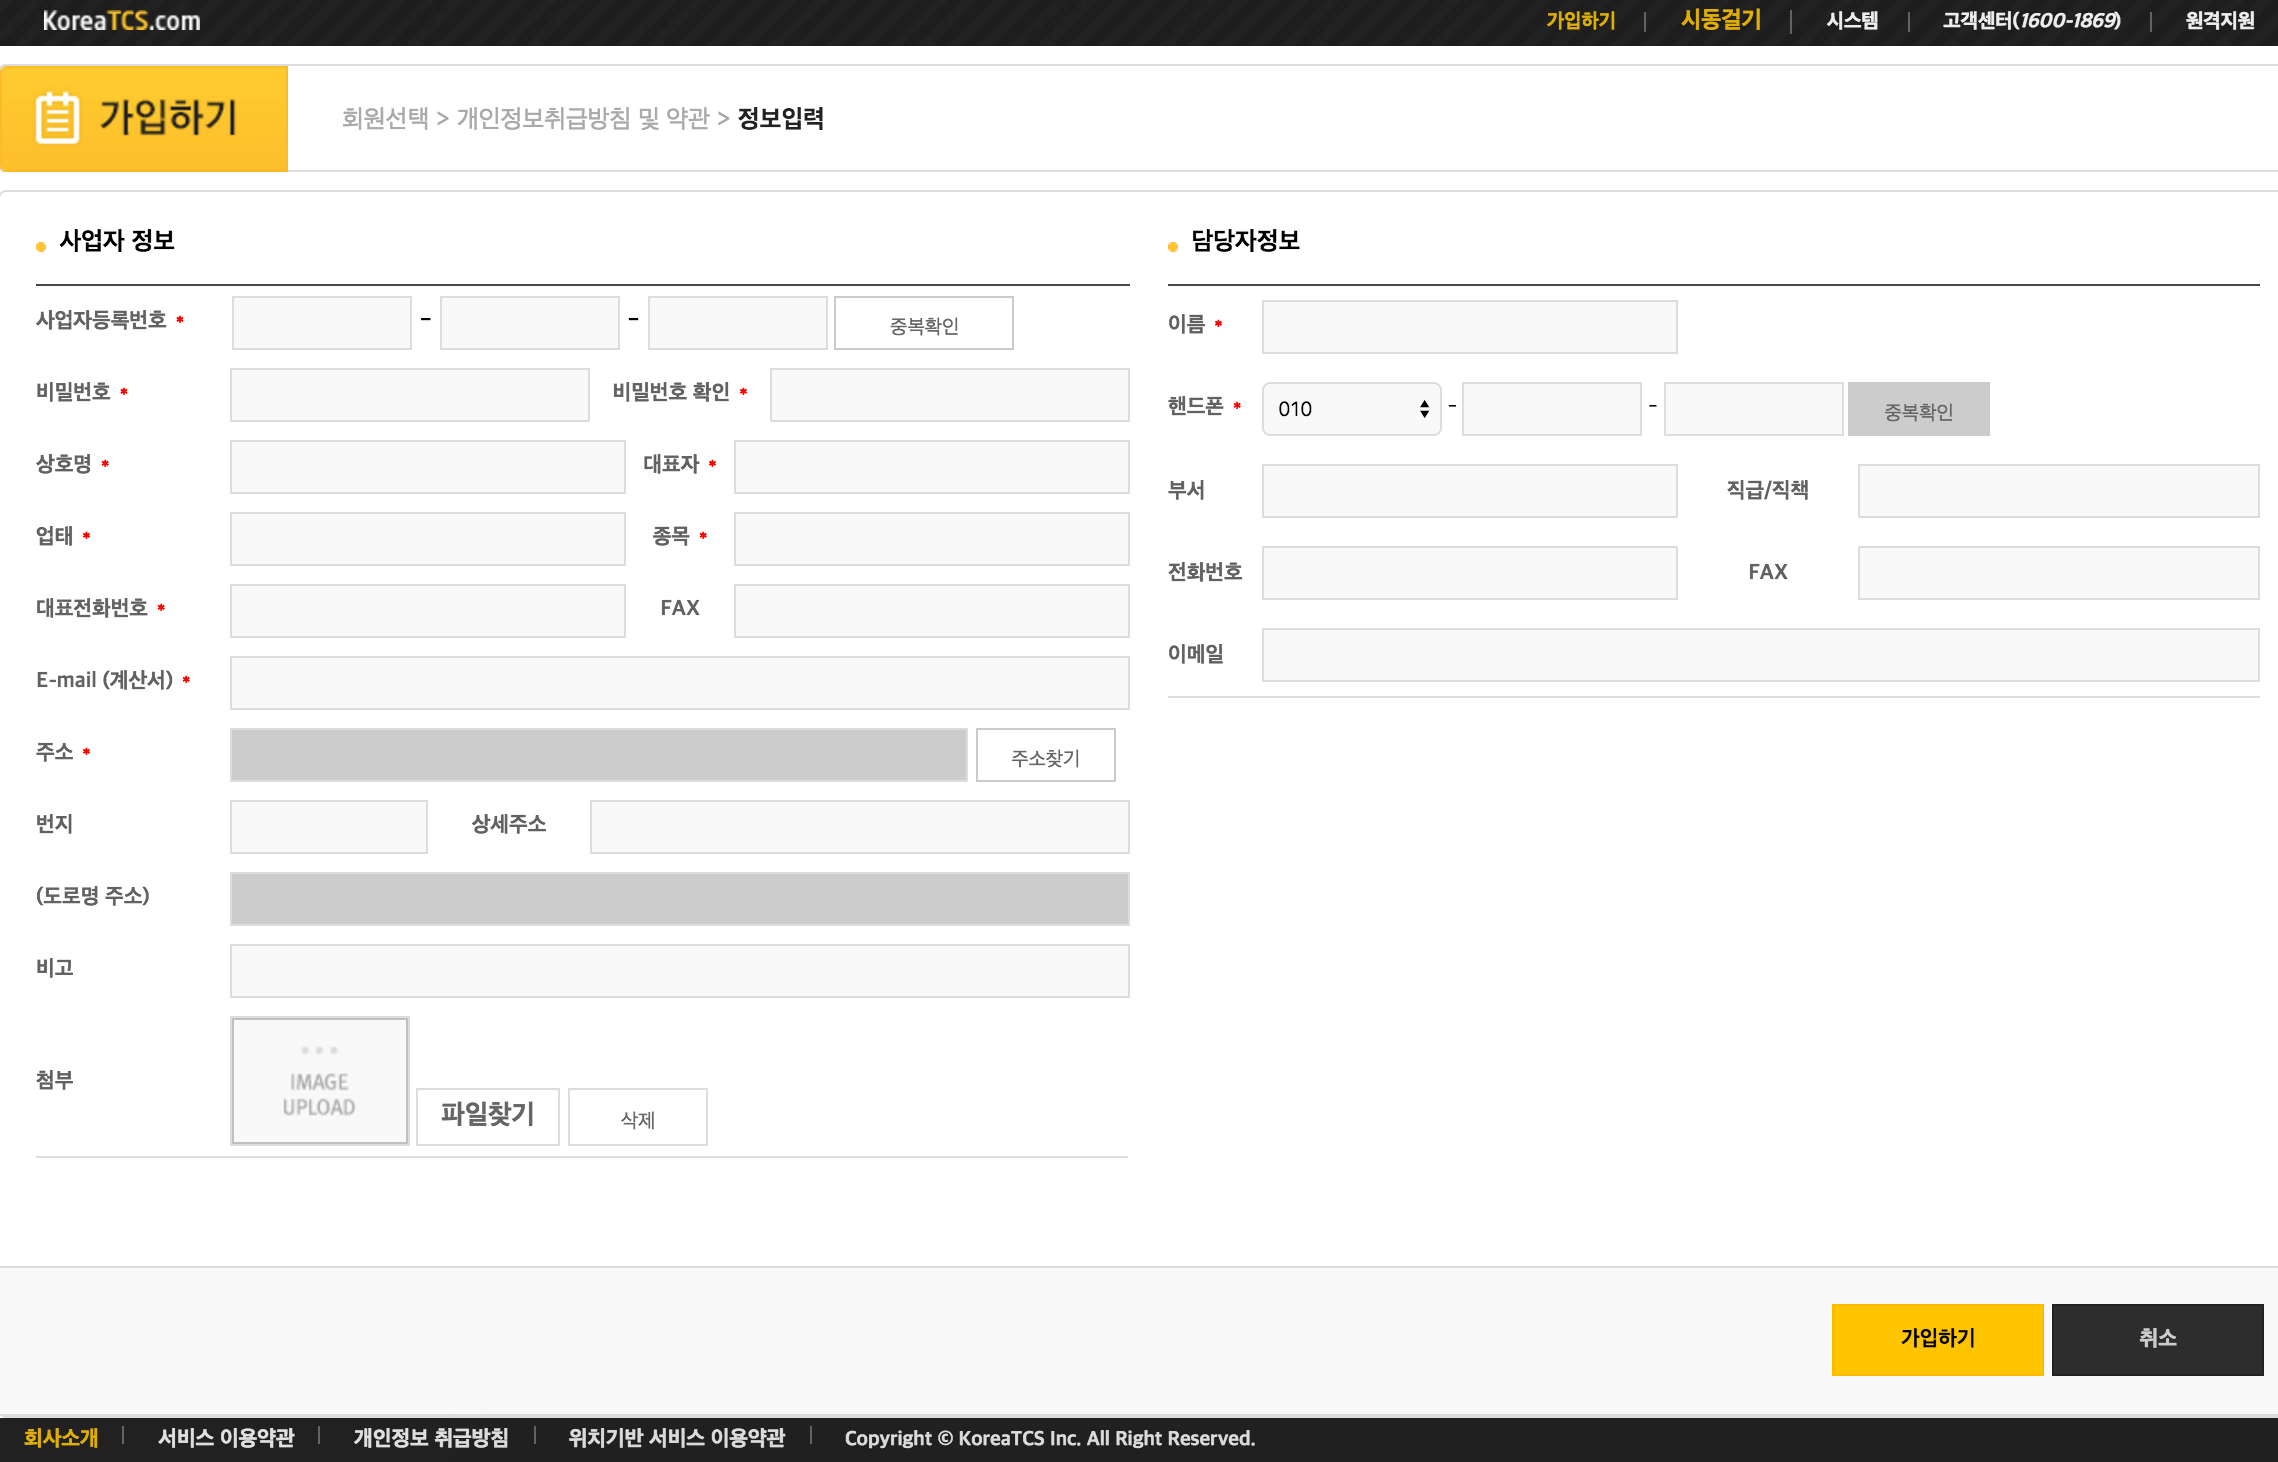 KoreaTCS.com
가입하기 | 시동걸기 | 시스템 | 고객센터(1600-1869) | 원격지원
가입하기
회원선택 > 개인정보취급방침 및 약관 > 정보입력
사업자 정보
사업자등록번호 * - - 중복확인
비밀번호 * 비밀번호 확인 *
상호명 * 대표자 *
업태 * 종목 *
대표전화번호 * FAX
E-mail (계산서) *
주소 * 주소찾기
번지 상세주소
(도로명 주소)
비고
첨부
IMAGE
UPLOAD
파일찾기 삭제
담당자정보
이름 *
핸드폰 * 010 - - 중복확인
부서 직급/직책
전화번호 FAX
이메일
가입하기 취소
회사소개 | 서비스 이용약관 | 개인정보 취급방침 | 위치기반 서비스 이용약관 | Copyright © KoreaTCS Inc. All Right Reserved.